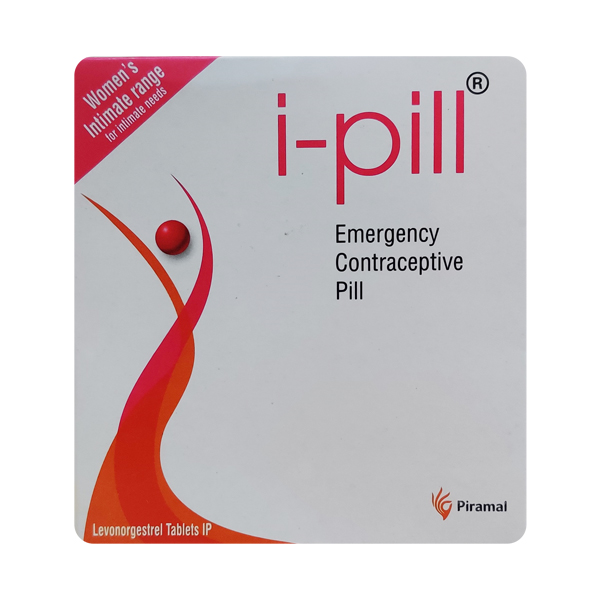 Women's
Intimate range
for intimate needs
i-pill®
Emergency
Contraceptive
Pill
Levonorgestrel Tablets IP
Piramal